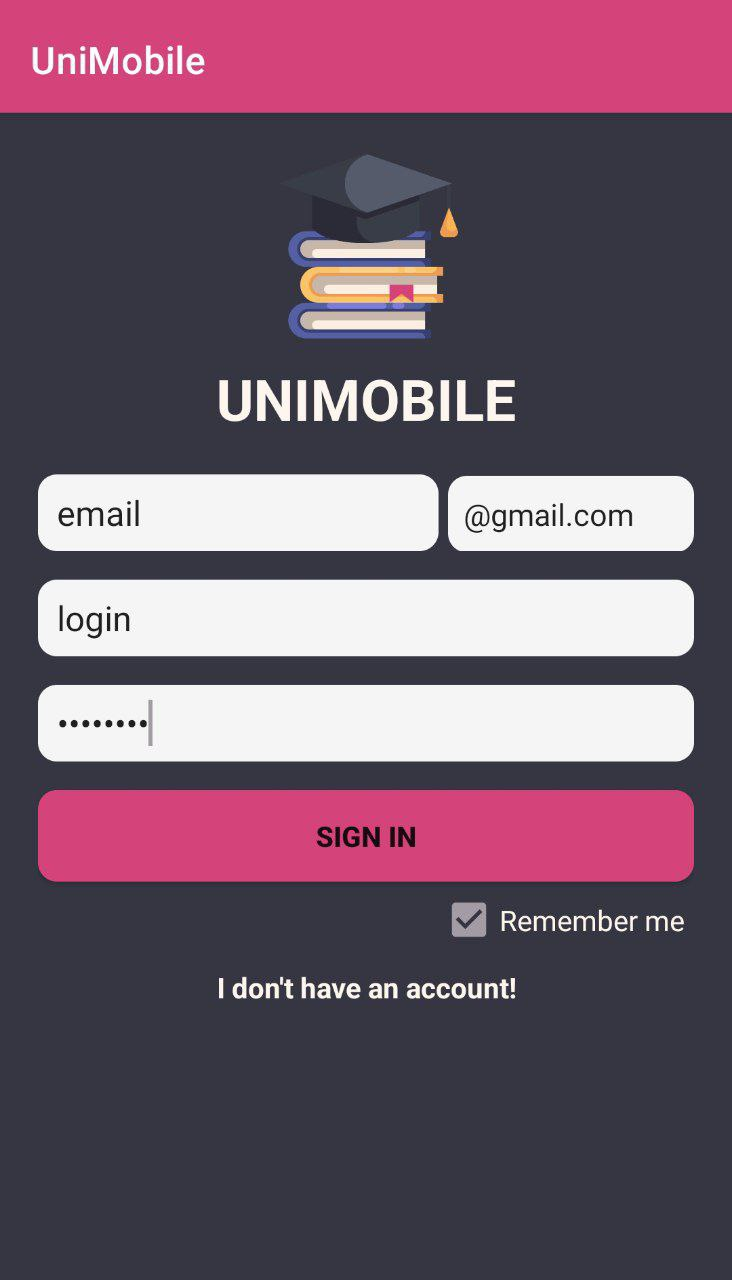 UniMobile
UNIMOBILE
email @gmail.com
login
••••••••
SIGN IN
Remember me
I don't have an account!